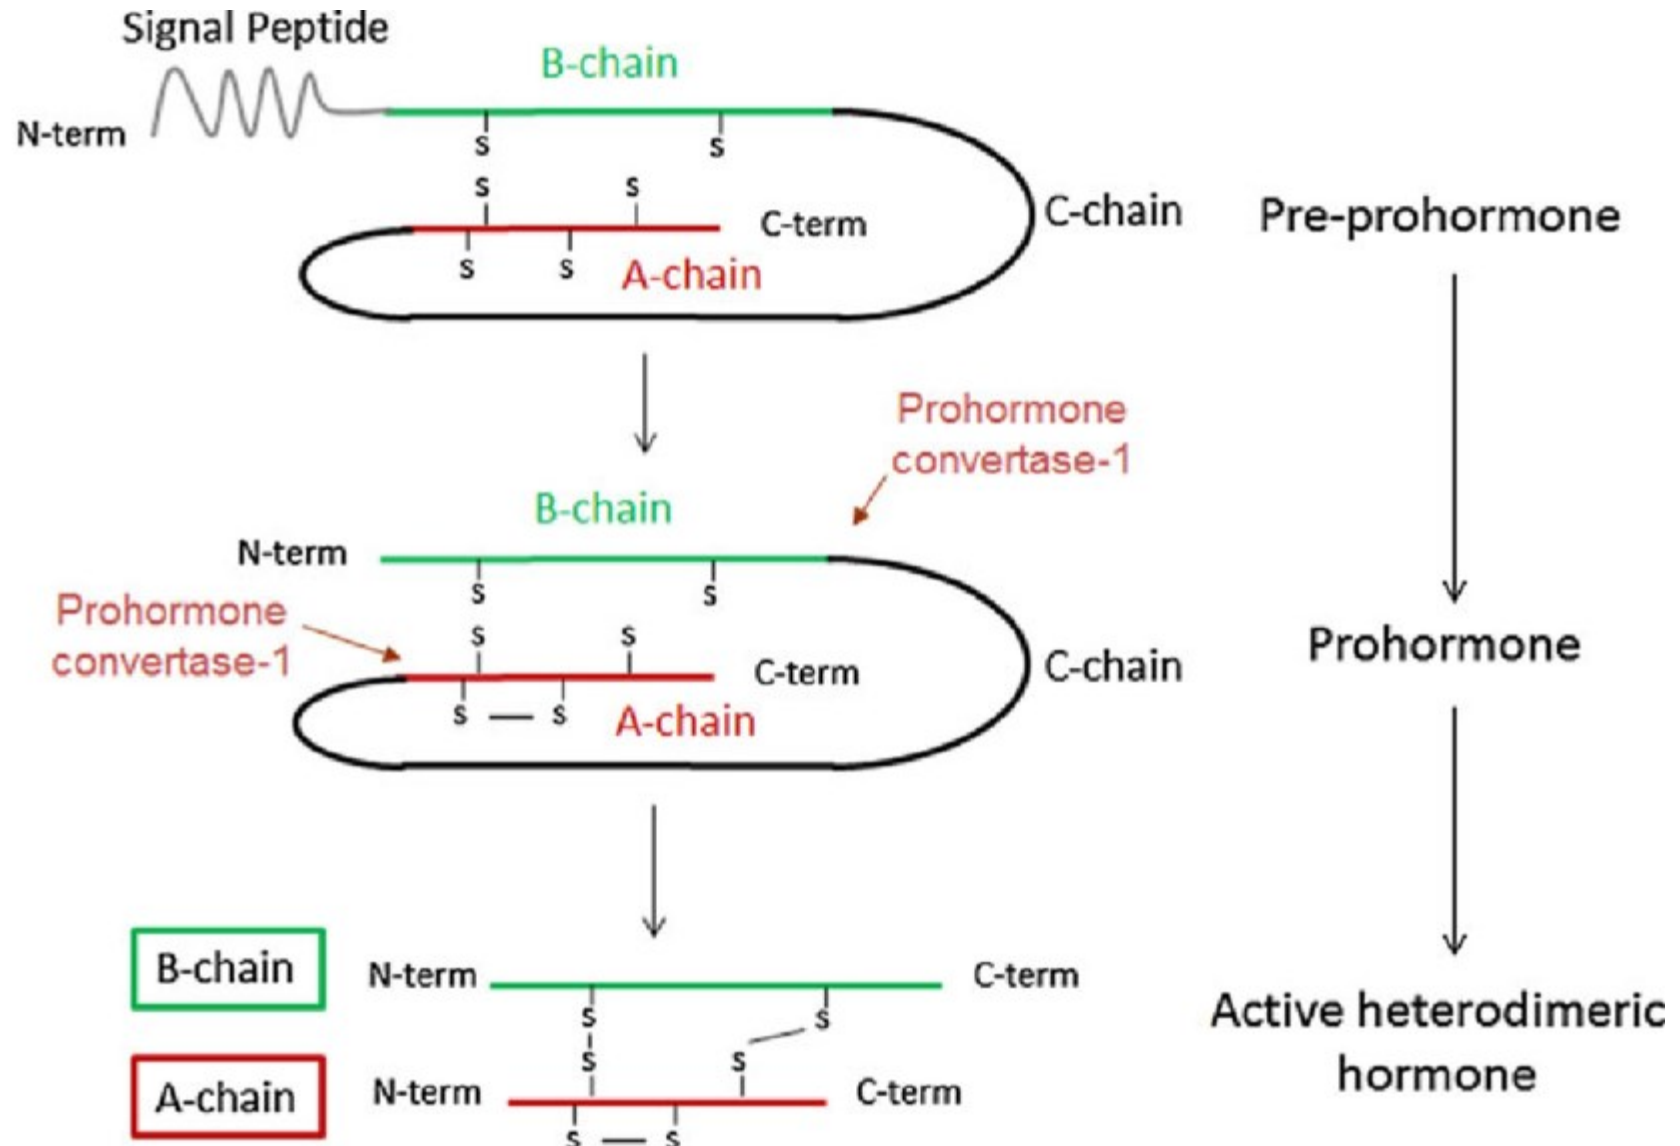 Signal Peptide
B-chain
N-term
S S
S S
C-term
C-chain
Pre-prohormone
S S
A-chain
Prohormone
convertase-1
B-chain
N-term
S S
Prohormone
convertase-1
S S
C-term
C-chain
Prohormone
S — S
A-chain
B-chain
N-term
C-term
S S
Active heterodimeric
hormone
S S
A-chain
N-term
C-term
S — S